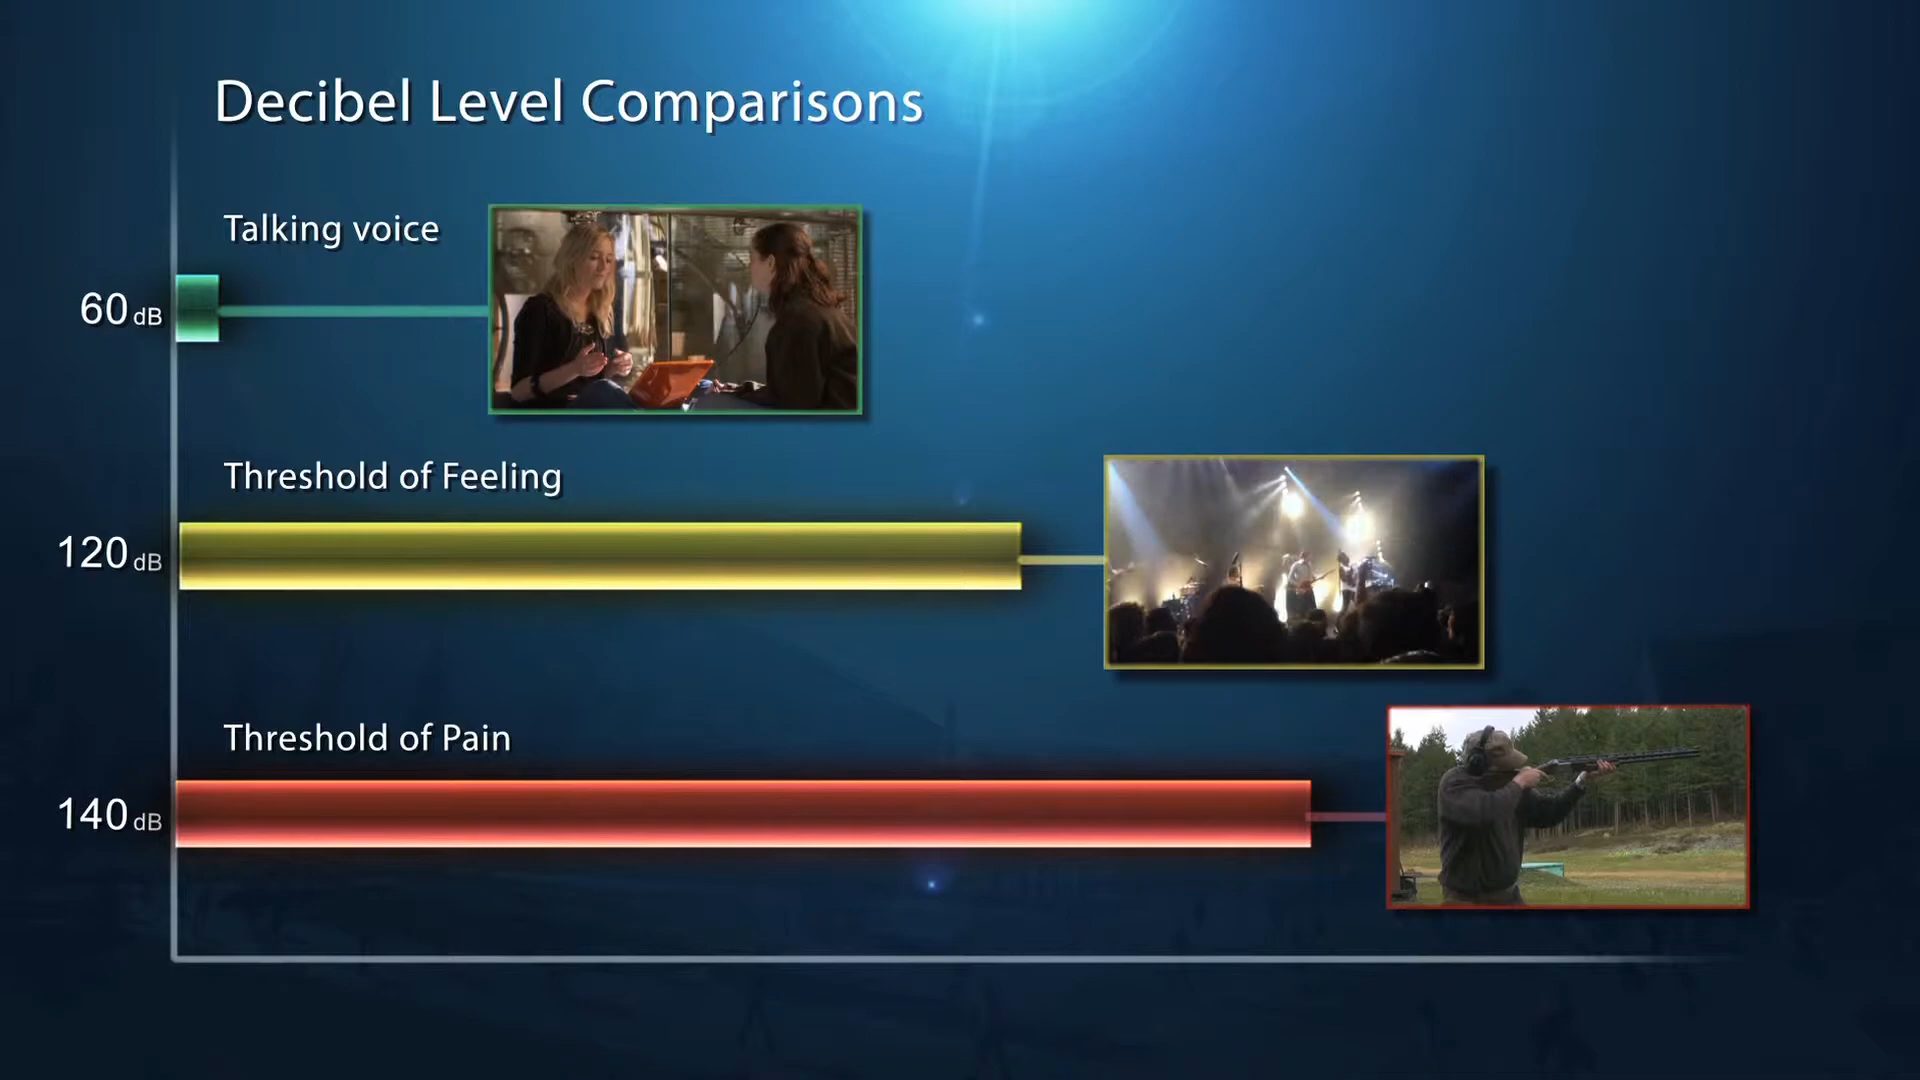 Decibel Level Comparisons
Talking voice
60 dB
Threshold of Feeling
120 dB
Threshold of Pain
140 dB